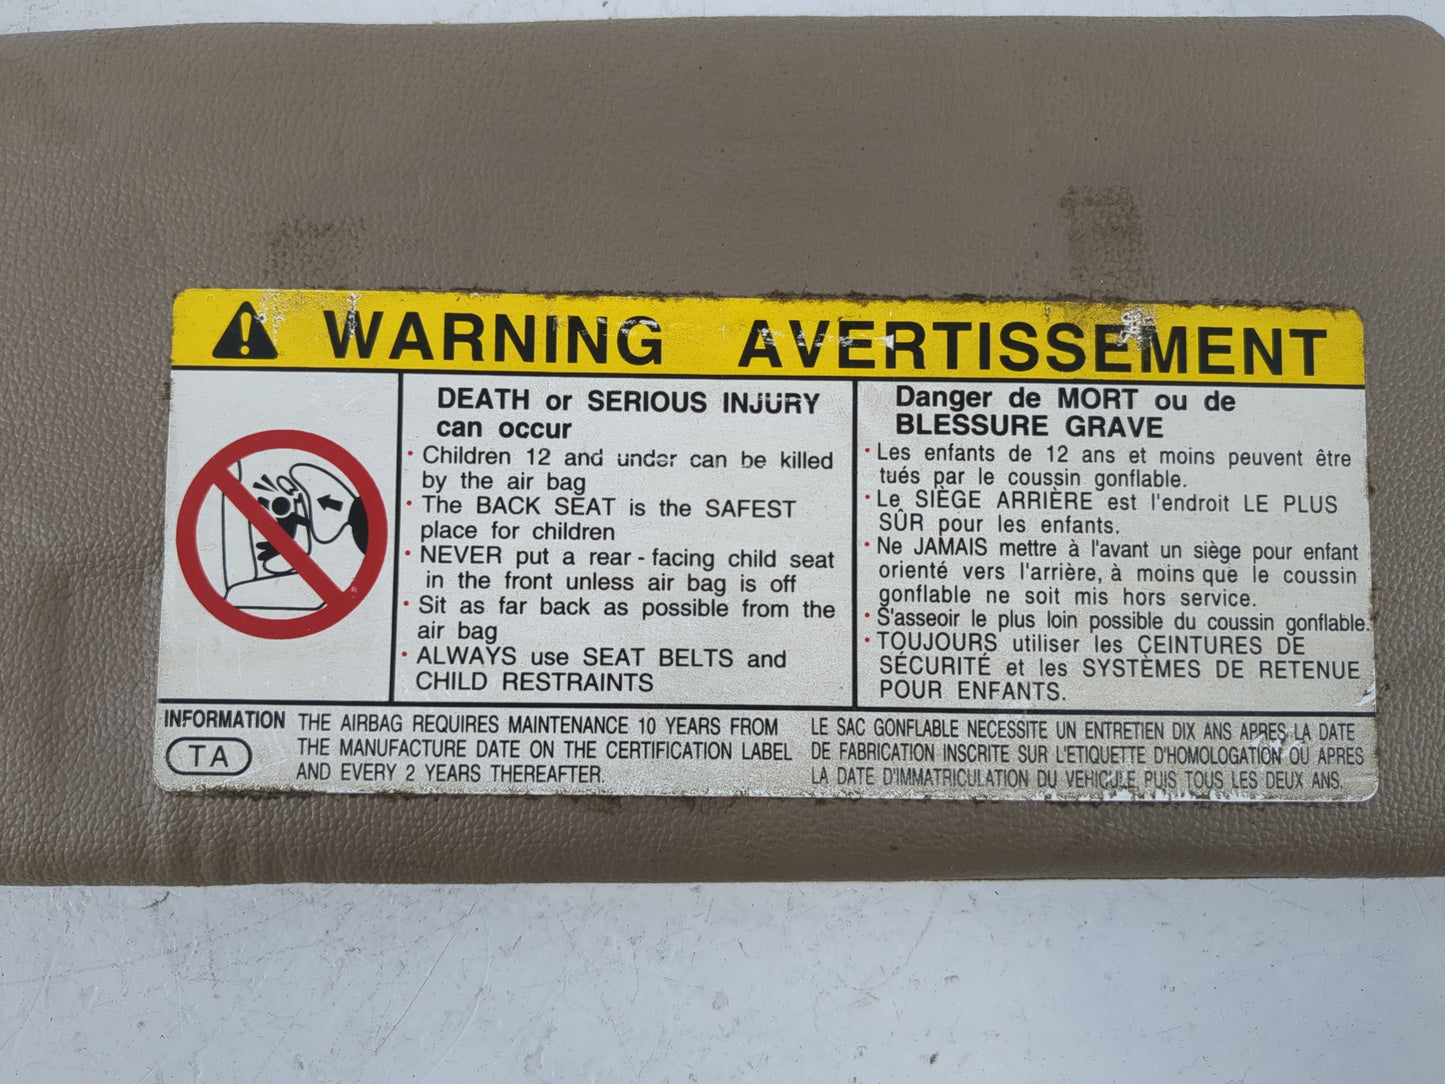 WARNING AVERTISSEMENT
DEATH or SERIOUS INJURY
can occur
• Children 12 and under can be killed
by the air bag
• The BACK SEAT is the SAFEST
place for children
• NEVER put a rear-facing child seat
in the front unless air bag is off
• Sit as far back as possible from the
air bag
• ALWAYS use SEAT BELTS and
CHILD RESTRAINTS
Danger de MORT ou de
BLESSURE GRAVE
• Les enfants de 12 ans et moins peuvent être
tués par le coussin gonflable.
• Le SIÈGE ARRIÈRE est l'endroit LE PLUS
SÛR pour les enfants.
• Ne JAMAIS mettre à l'avant un siège pour enfant
orienté vers l'arrière, à moins que le coussin
gonflable ne soit mis hors service.
• S'asseoir le plus loin possible du coussin gonflable.
• TOUJOURS utiliser les CEINTURES DE
SÉCURITÉ et les SYSTÈMES DE RETENUE
POUR ENFANTS.
INFORMATION
TA
THE AIRBAG REQUIRES MAINTENANCE 10 YEARS FROM
THE MANUFACTURE DATE ON THE CERTIFICATION LABEL
AND EVERY 2 YEARS THEREAFTER.
LE SAC GONFLABLE NECESSITE UN ENTRETIEN DIX ANS APRES LA DATE
DE FABRICATION INSCRITE SUR L'ETIQUETTE D'HOMOLOGATION OU APRES
LA DATE D'IMMATRICULATION DU VEHICULE PUIS TOUS LES DEUX ANS.